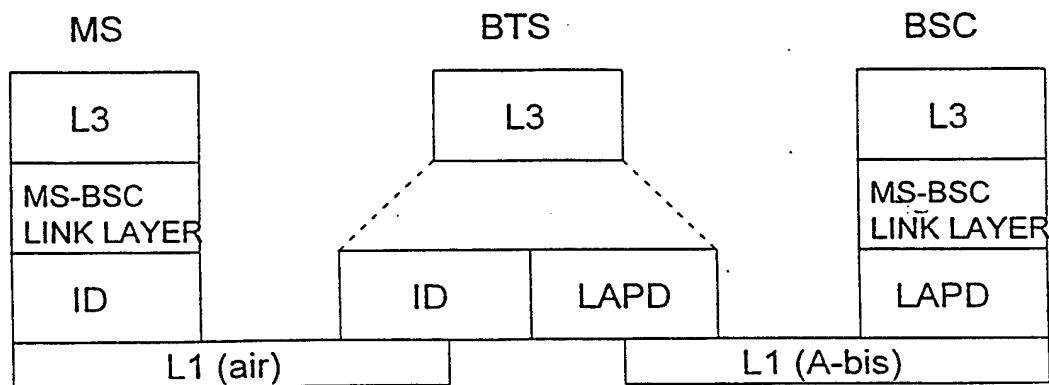 MS
BTS
BSC
L3
L3
L3
MS-BSC
LINK LAYER
MS-BSC
LINK LAYER
ID
ID
LAPD
LAPD
L1 (air)
L1 (A-bis)